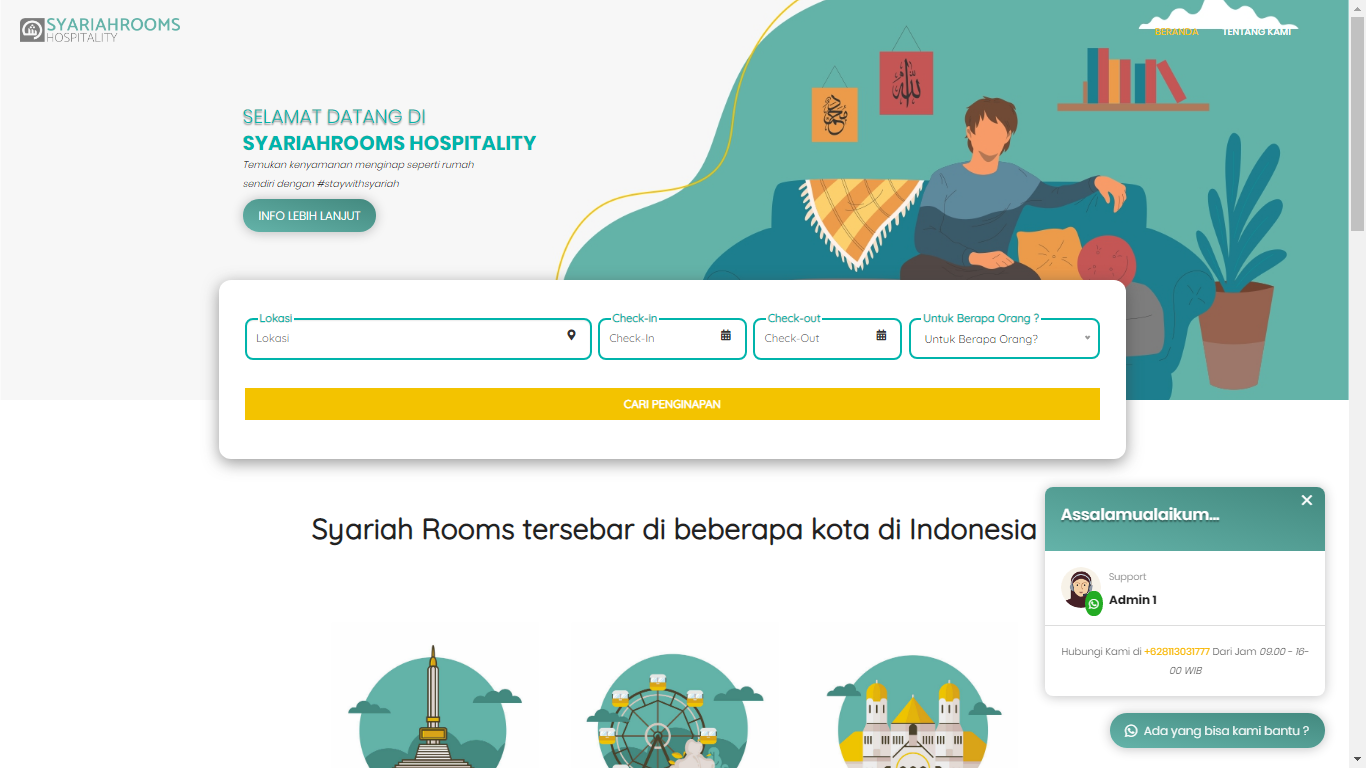 SYARIAHROOMS
HOSPITALITY
BERANDA
TENTANG KAMI
محمد
الله
SELAMAT DATANG DI
SYARIAHROOMS HOSPITALITY
Temukan kenyamanan menginap seperti rumah
sendiri dengan #staywithsyariah
INFO LEBIH LANJUT
Lokasi
Lokasi
Check-in
Check-In
Check-out
Check-Out
Untuk Berapa Orang ?
Untuk Berapa Orang?
CARI PENGINAPAN
Syariah Rooms tersebar di beberapa kota di Indonesia
Assalamualaikum...
Support
Admin 1
Hubungi Kami di +628113031777 Dari Jam 09.00 - 16-
00 WIB
Ada yang bisa kami bantu ?